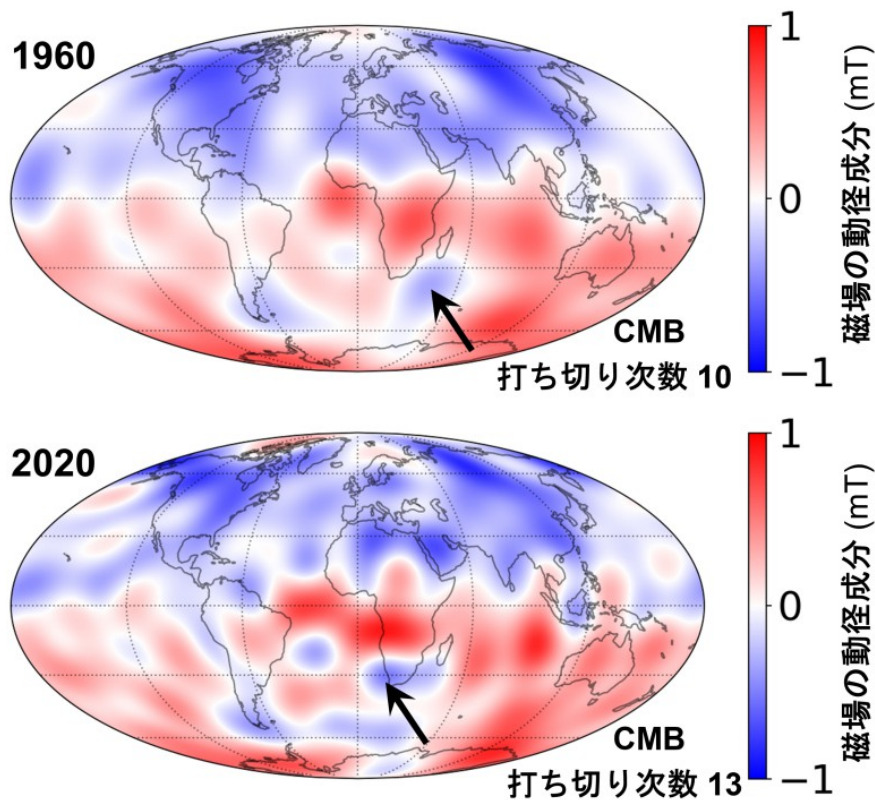 1960
1
0
−1
磁場の動径成分 (mT)
CMB
打ち切り次数 10
2020
1
0
−1
磁場の動径成分 (mT)
CMB
打ち切り次数 13